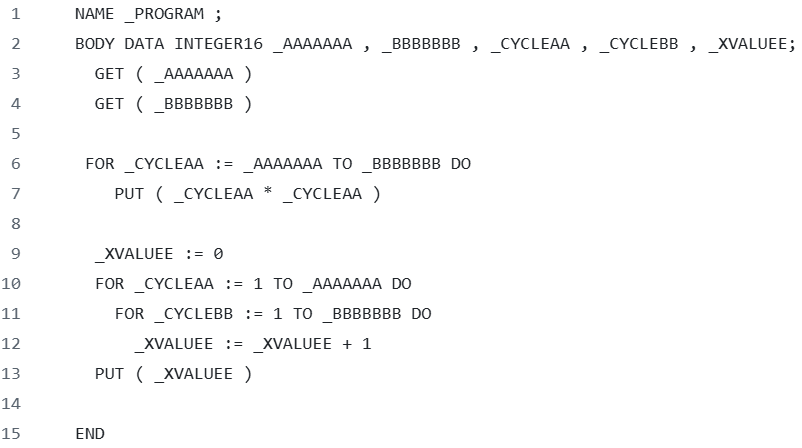 1 NAME _PROGRAM ;
2 BODY DATA INTEGER16 _AAAAAAA , _BBBBBBB , _CYCLEAA , _CYCLEBB , _XVALUEE;
3 GET ( _AAAAAAA )
4 GET ( _BBBBBBB )
5
6 FOR _CYCLEAA := _AAAAAAA TO _BBBBBBB DO
7 PUT ( _CYCLEAA * _CYCLEAA )
8
9 _XVALUEE := 0
10 FOR _CYCLEAA := 1 TO _AAAAAAA DO
11 FOR _CYCLEBB := 1 TO _BBBBBBB DO
12 _XVALUEE := _XVALUEE + 1
13 PUT ( _XVALUEE )
14
15 END